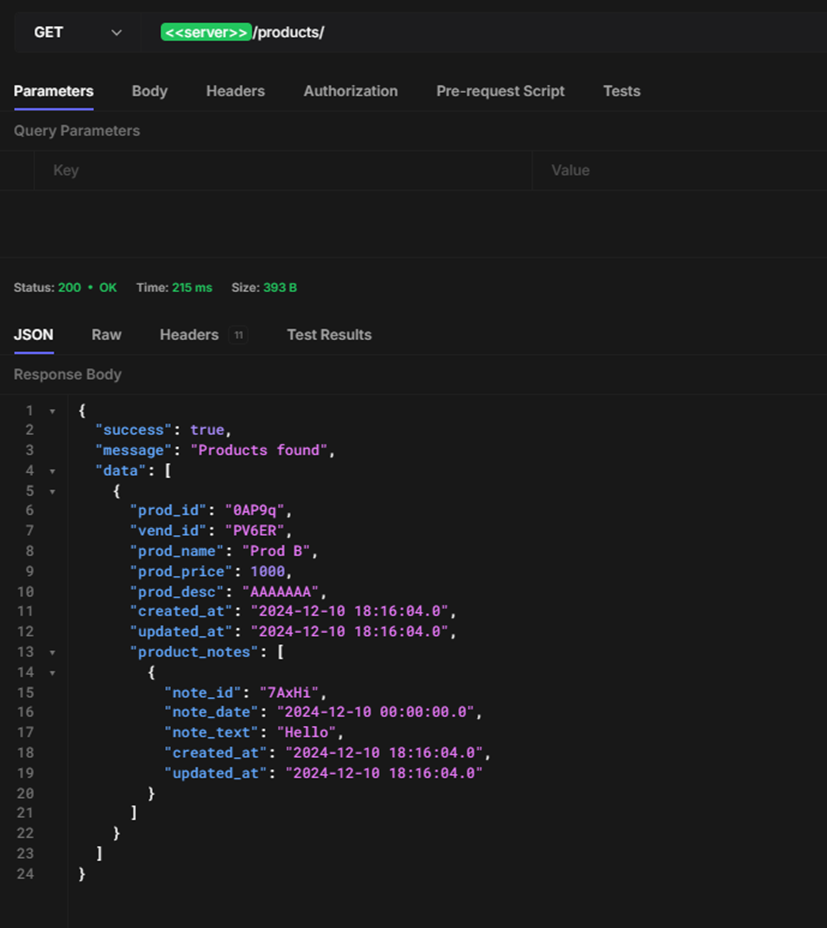 GET <<server>>/products/
Parameters Body Headers Authorization Pre-request Script Tests
Query Parameters
Key Value
Status: 200 • OK Time: 215 ms Size: 393 B
JSON Raw Headers 11 Test Results
Response Body
1 {
2 "success": true,
3 "message": "Products found",
4 "data": [
5 {
6 "prod_id": "0AP9q",
7 "vend_id": "PV6ER",
8 "prod_name": "Prod B",
9 "prod_price": 1000,
10 "prod_desc": "AAAAAAA",
11 "created_at": "2024-12-10 18:16:04.0",
12 "updated_at": "2024-12-10 18:16:04.0",
13 "product_notes": [
14 {
15 "note_id": "7AxHi",
16 "note_date": "2024-12-10 00:00:00.0",
17 "note_text": "Hello",
18 "created_at": "2024-12-10 18:16:04.0",
19 "updated_at": "2024-12-10 18:16:04.0"
20 }
21 ]
22 }
23 ]
24 }